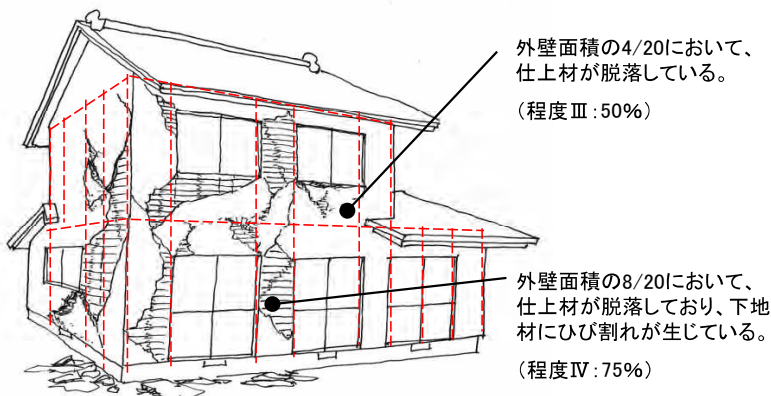 外壁面積の4/20において、
仕上材が脱落している。
(程度Ⅲ:50%)
外壁面積の8/20において、
仕上材が脱落しており、下地
材にひび割れが生じている。
(程度Ⅳ:75%)